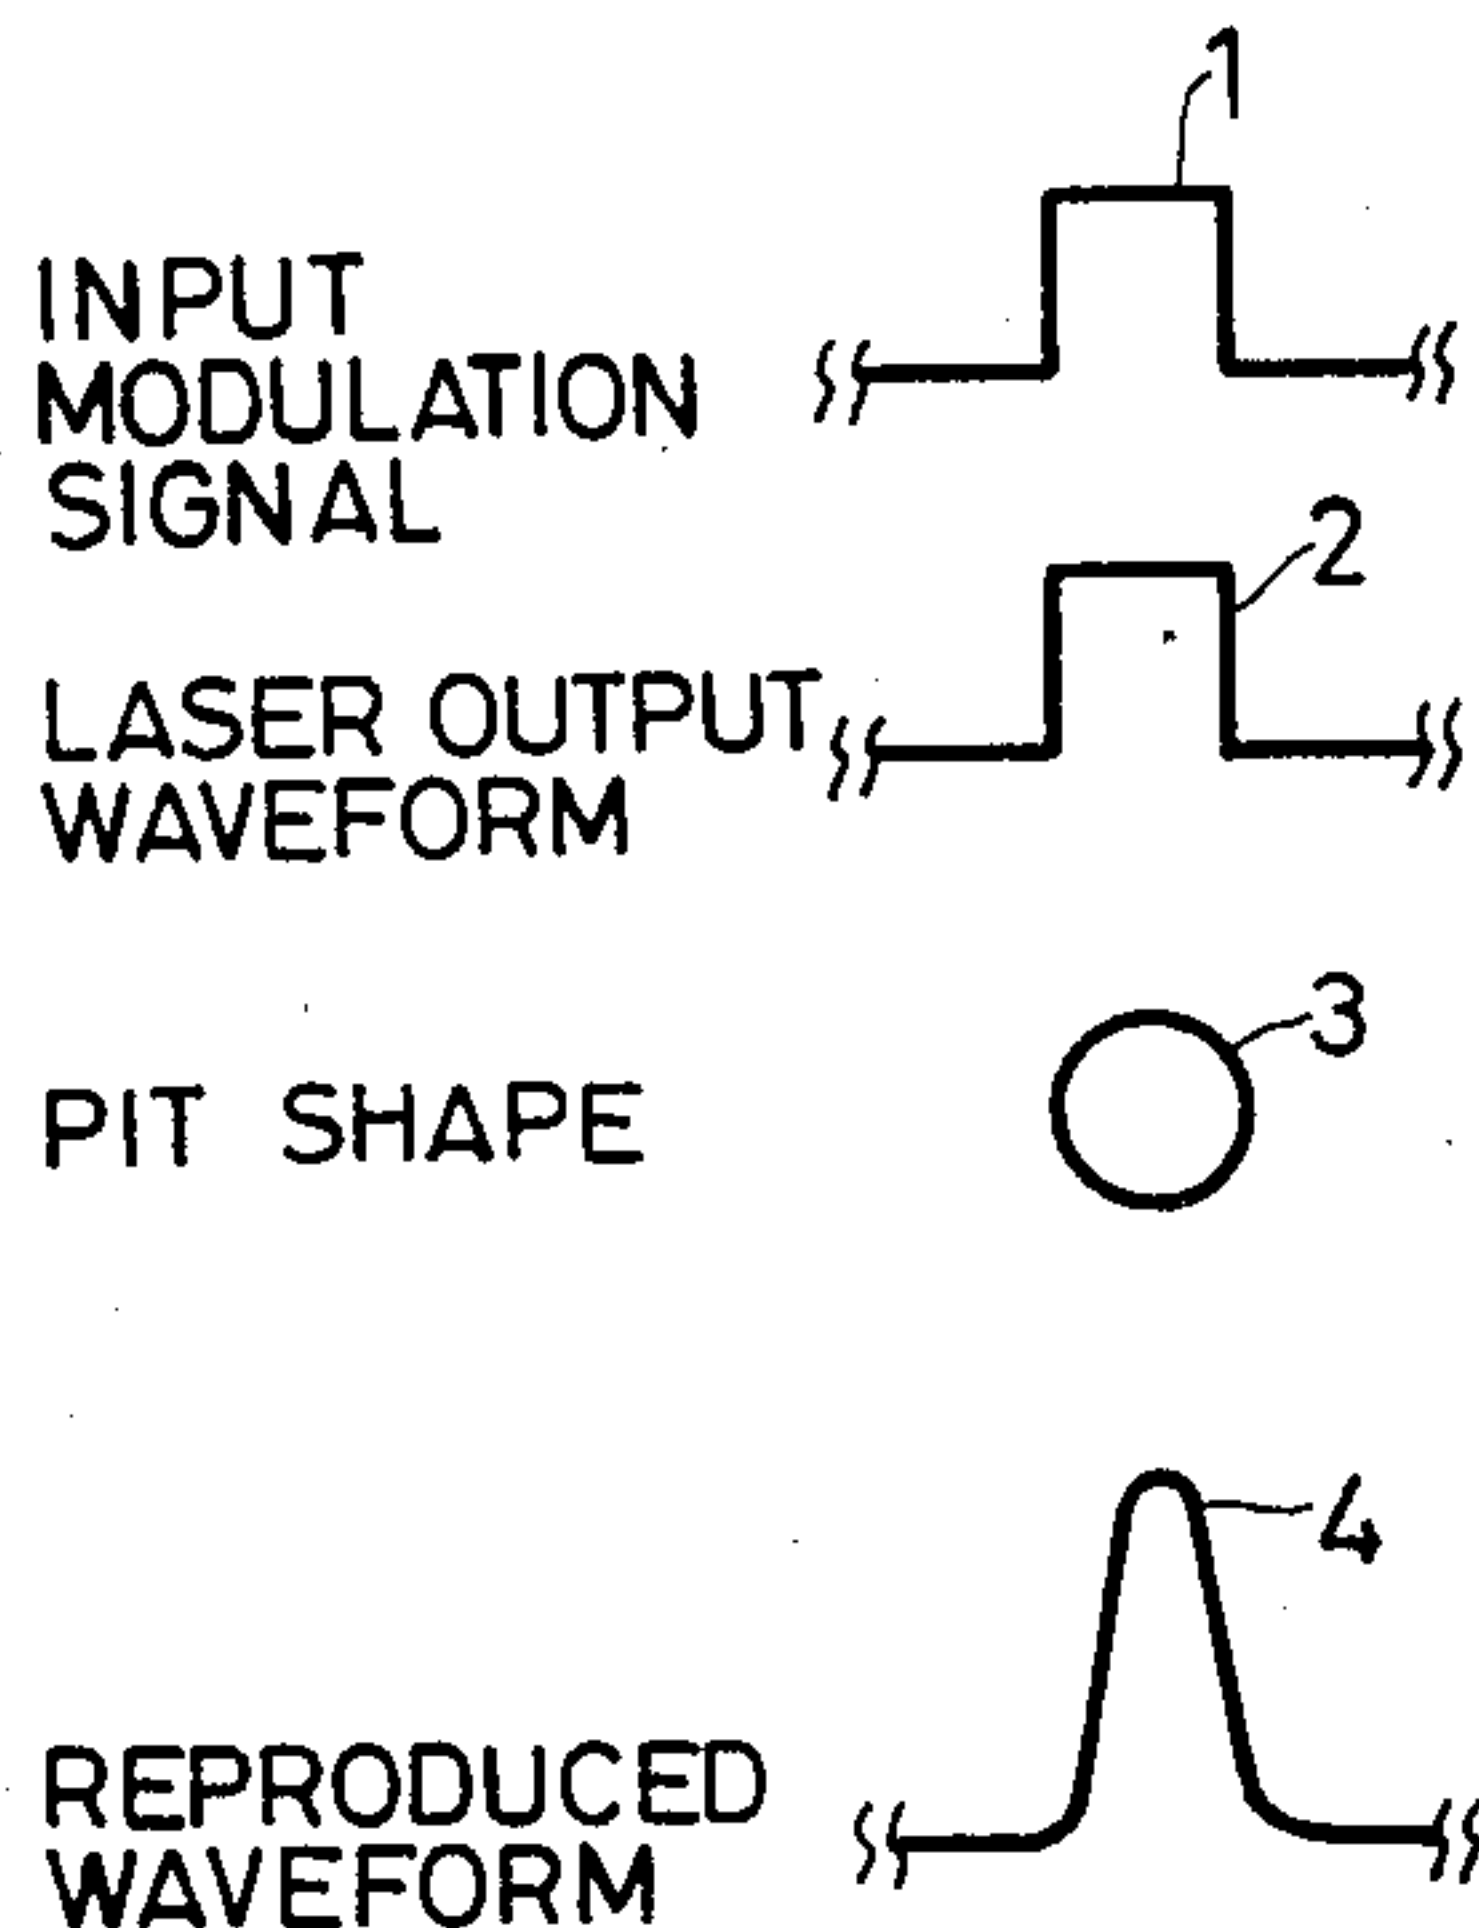 1
INPUT
MODULATION
SIGNAL
2
LASER OUTPUT
WAVEFORM
3
PIT SHAPE
4
REPRODUCED
WAVEFORM